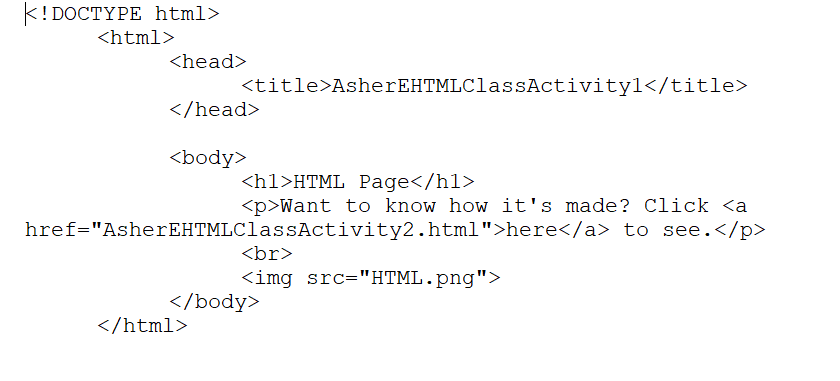 <!DOCTYPE html>
<html>
<head>
<title>AsherEHTMLClassActivity1</title>
</head>
<body>
<h1>HTML Page</h1>
<p>Want to know how it's made? Click <a
href="AsherEHTMLClassActivity2.html">here</a> to see.</p>
<br>
<img src="HTML.png">
</body>
</html>